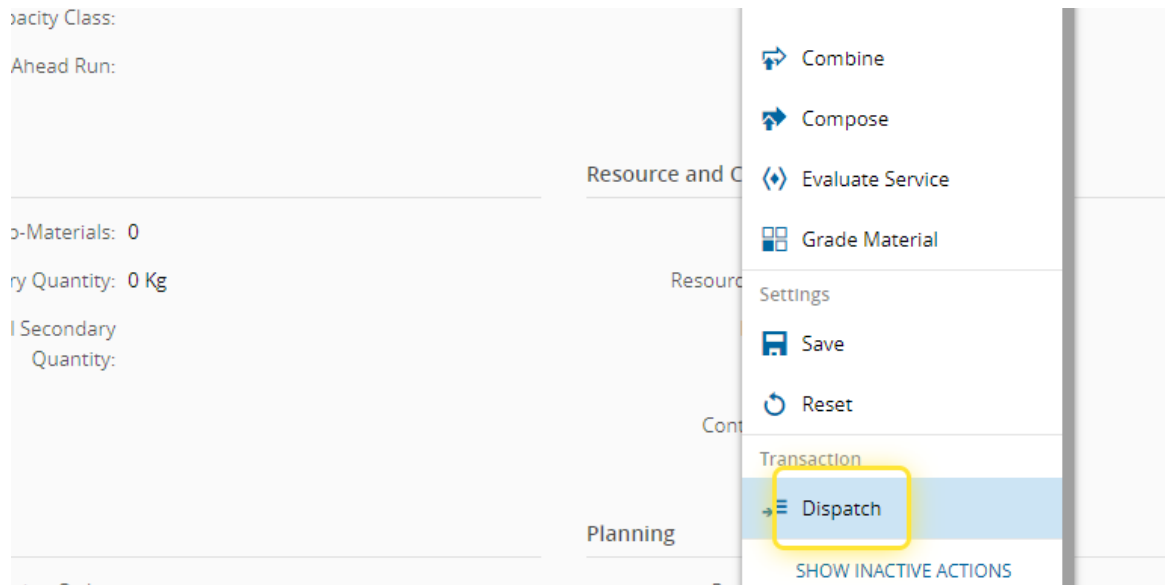 pacity Class:
Ahead Run:
Resource and C
o-Materials: 0
ry Quantity: 0 Kg
l Secondary
Quantity:
Resourc
Cont
Planning
Combine
Compose
Evaluate Service
Grade Material
Settings
Save
Reset
Transaction
Dispatch
SHOW INACTIVE ACTIONS